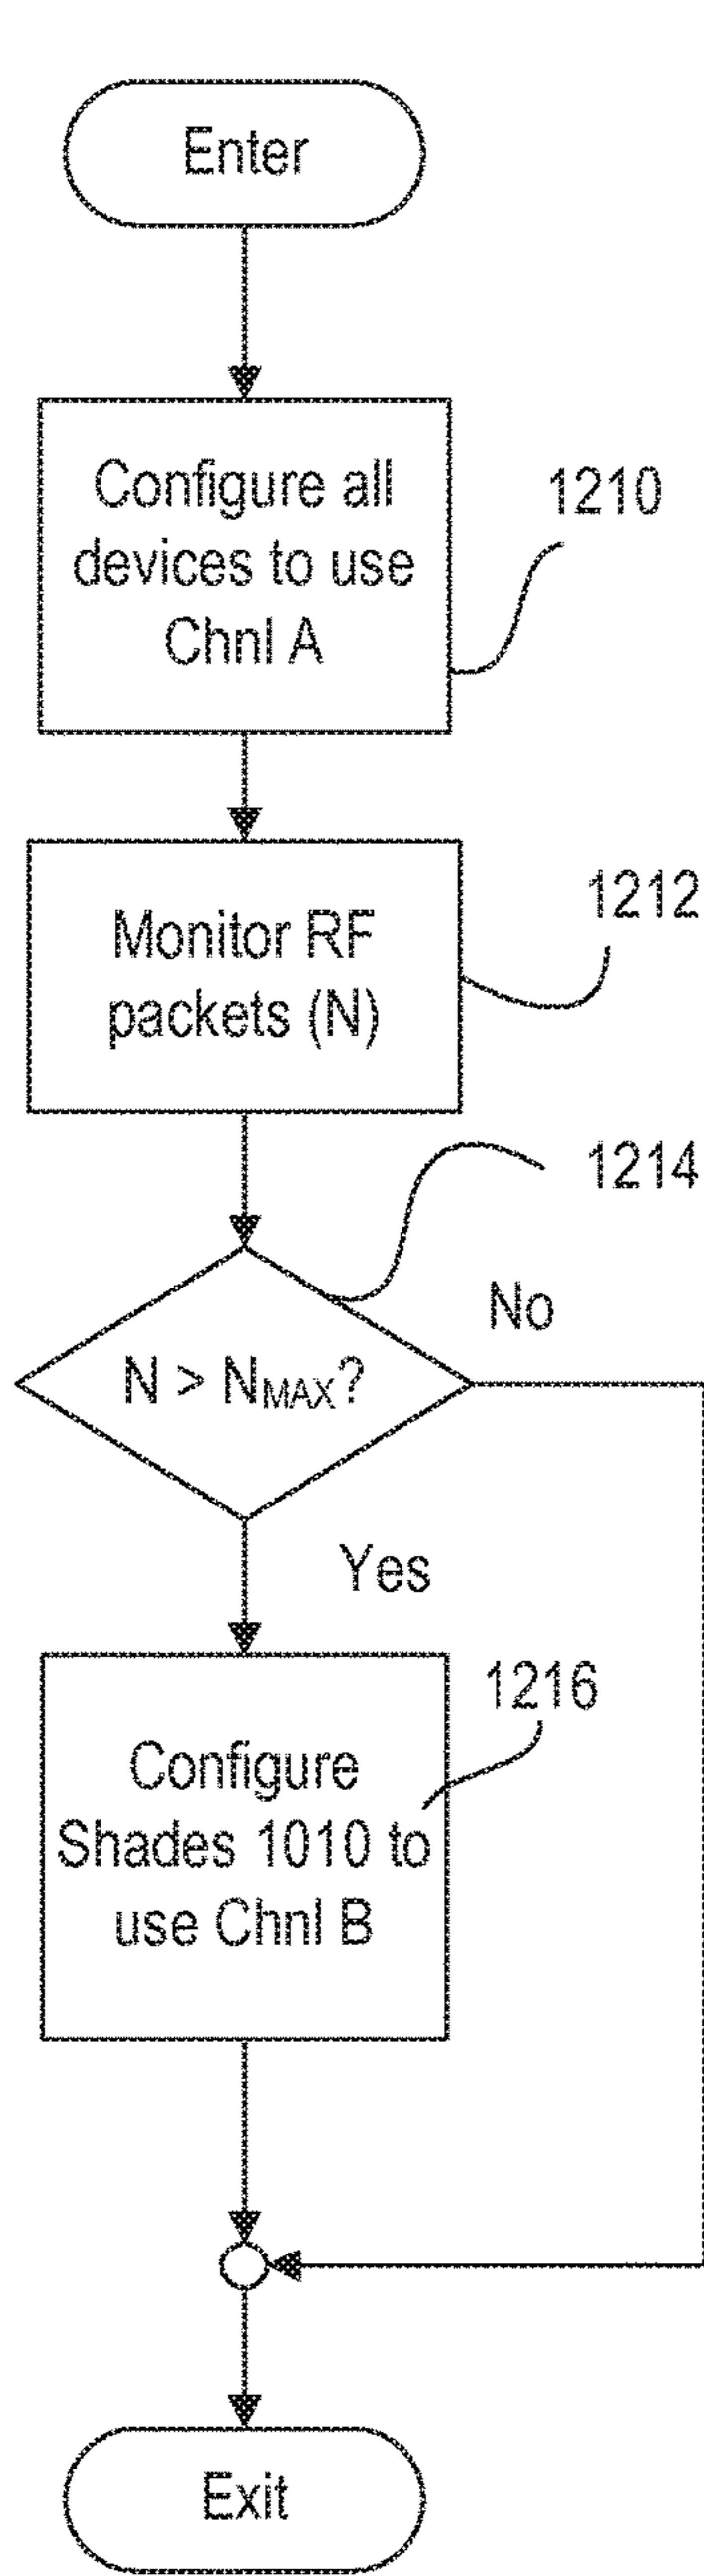 Enter
Configure all
devices to use
Chnl A
1210
Monitor RF
packets (N)
1212
1214
N > NMAX?
No
Yes
Configure
Shades 1010 to
use Chnl B
1216
Exit